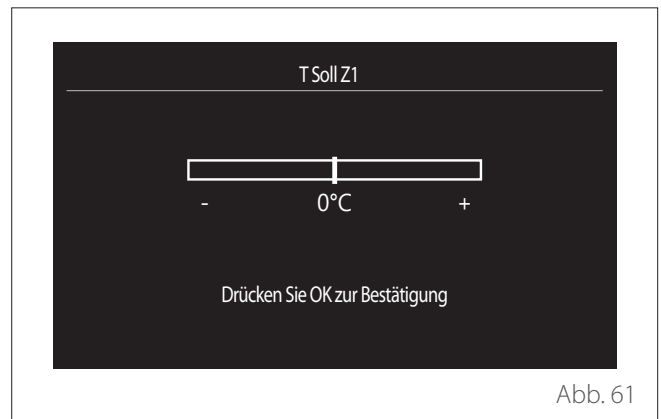 T Soll Z1
- 0°C +
Drücken Sie OK zur Bestätigung
Abb. 61